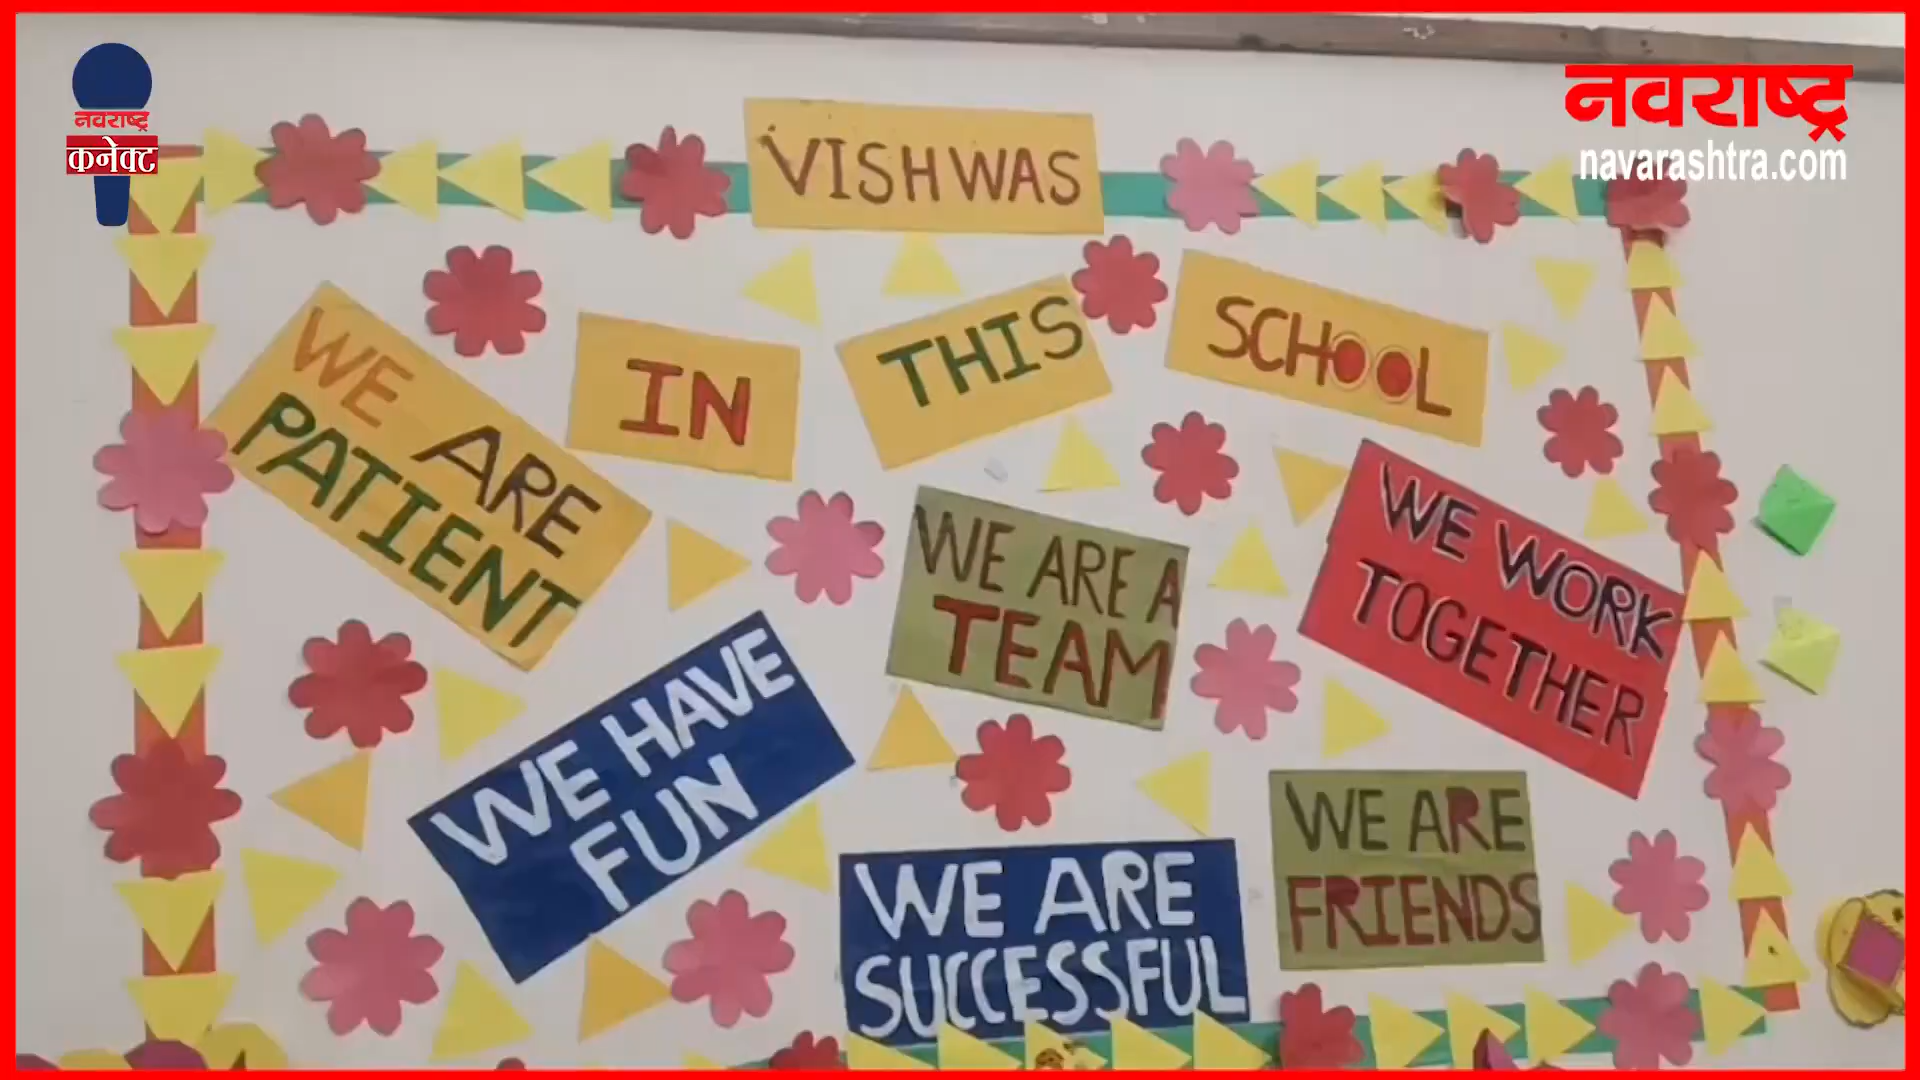 नवराष्ट्र
कनेक्ट
नवराष्ट्र
navarashtra.com
VISHWAS
IN
THIS
SCHOOL
WE ARE
PATIENT
WE ARE A
TEAM
WE WORK
TOGETHER
WE HAVE
FUN
WE ARE
SUCCESSFUL
WE ARE
FRIENDS